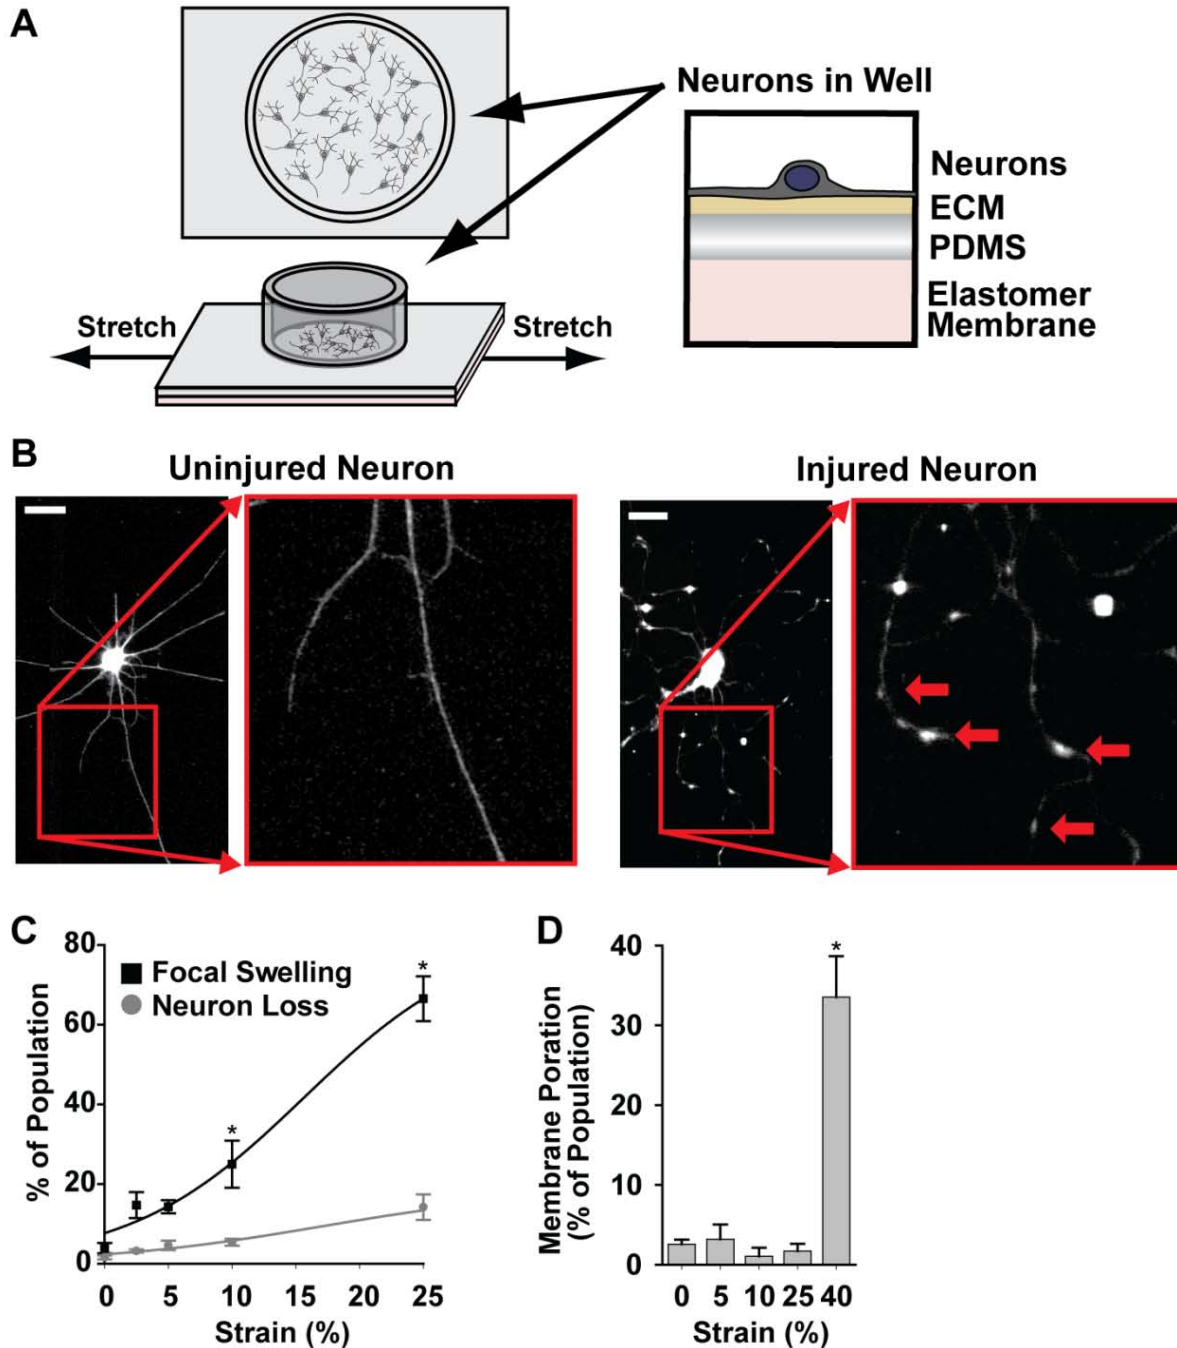 A
Neurons in Well
Neurons
ECM
PDMS
Elastomer
Membrane
Stretch
Stretch
B
Uninjured Neuron
Injured Neuron
C
% of Population
80
60
40
20
0
Focal Swelling
Neuron Loss
*
*
0 5 10 15 20 25
Strain (%)
D
Membrane Poration
(% of Population)
40
30
20
10
0
*
0 5 10 25 40
Strain (%)